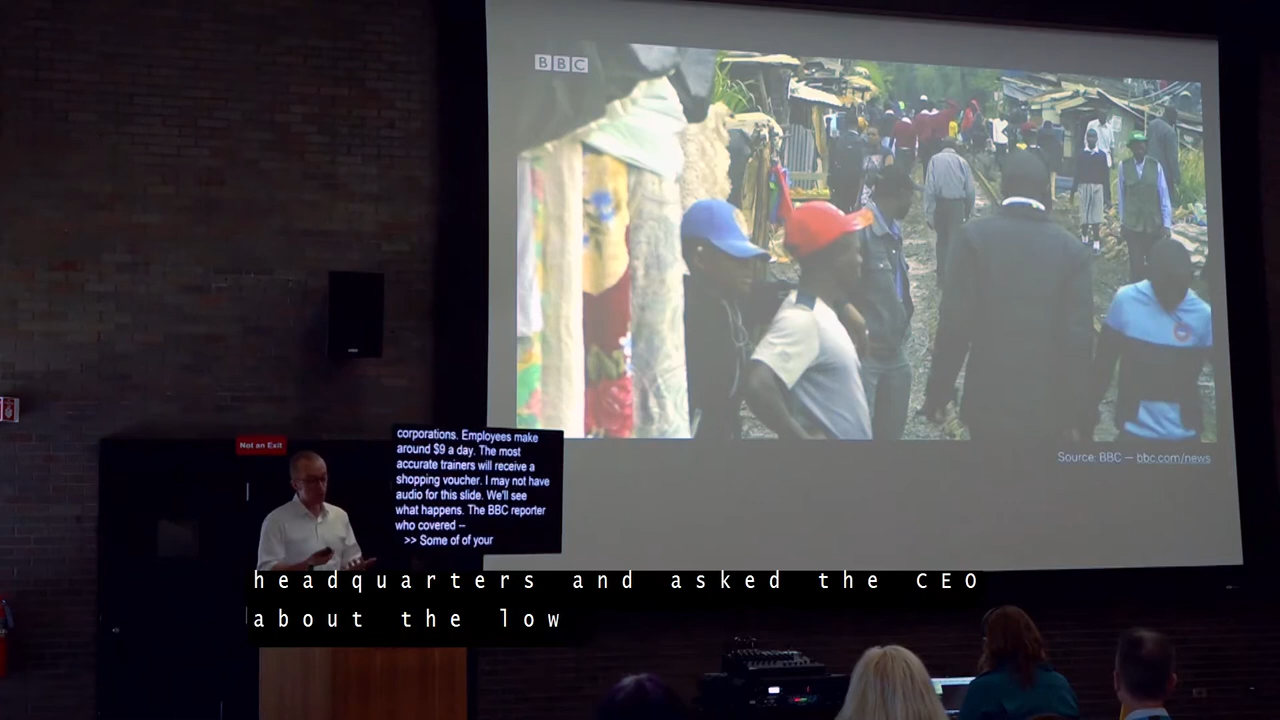 BBC
Source: BBC – bbc.com/news
Not an Exit
corporations. Employees make
around $9 a day. The most
accurate trainers will receive a
shopping voucher. I may not have
audio for this slide. We'll see
what happens. The BBC reporter
who covered --
>> Some of of your
headquarters and asked the CEO
about the low